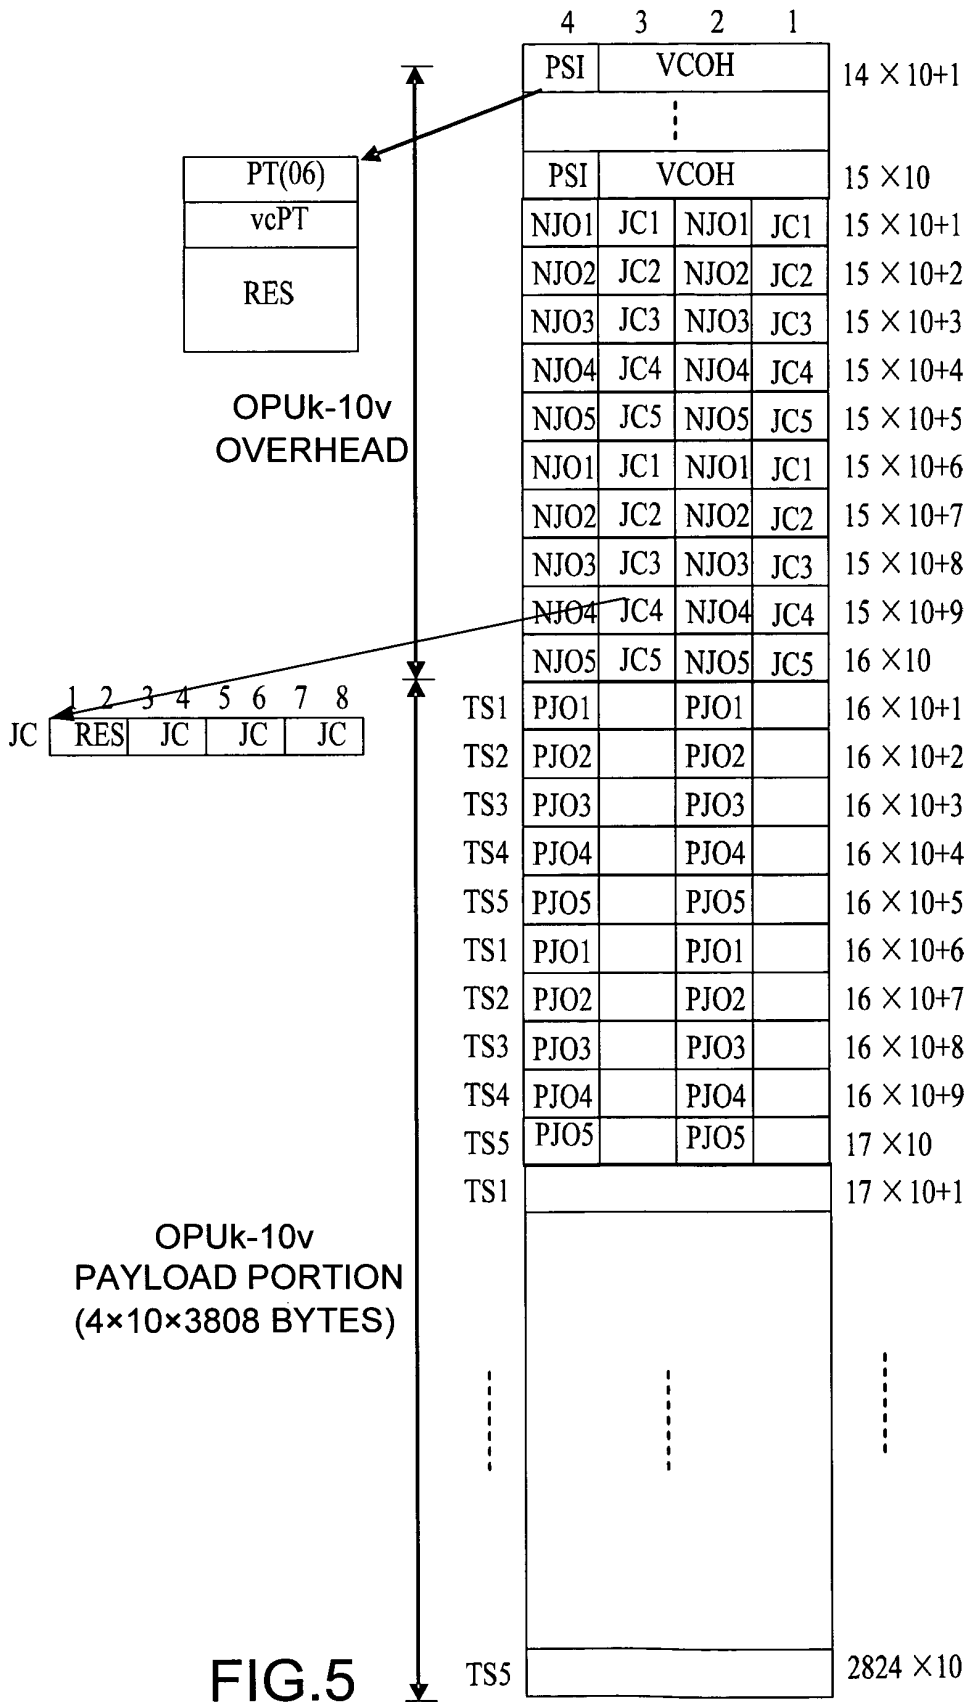 4 3 2 1
PSI VCOH 14 × 10+1
PSI VCOH 15 ×10
PT(06)
vcPT
RES
NJO1 JC1 NJO1 JC1 15 × 10+1
NJO2 JC2 NJO2 JC2 15 × 10+2
NJO3 JC3 NJO3 JC3 15 × 10+3
NJO4 JC4 NJO4 JC4 15 × 10+4
NJO5 JC5 NJO5 JC5 15 × 10+5
NJO1 JC1 NJO1 JC1 15 × 10+6
NJO2 JC2 NJO2 JC2 15 × 10+7
NJO3 JC3 NJO3 JC3 15 × 10+8
NJO4 JC4 NJO4 JC4 15 × 10+9
NJO5 JC5 NJO5 JC5 16 ×10
OPUk-10v
OVERHEAD
1 2 3 4 5 6 7 8
JC RES JC JC JC
TS1 PJO1 PJO1 16 × 10+1
TS2 PJO2 PJO2 16 × 10+2
TS3 PJO3 PJO3 16 × 10+3
TS4 PJO4 PJO4 16 × 10+4
TS5 PJO5 PJO5 16 × 10+5
TS1 PJO1 PJO1 16 × 10+6
TS2 PJO2 PJO2 16 × 10+7
TS3 PJO3 PJO3 16 × 10+8
TS4 PJO4 PJO4 16 × 10+9
TS5 PJO5 PJO5 17 ×10
TS1 17 × 10+1
OPUk-10v
PAYLOAD PORTION
(4×10×3808 BYTES)
TS5 2824 ×10
FIG.5